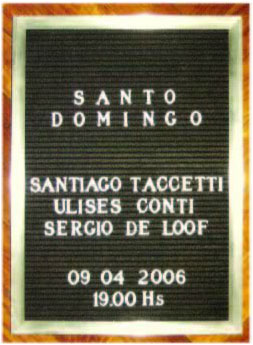 SANTO
DOMINGO
SANTIAGO TACCETTI
ULISES CONTI
SERGIO DE LOOF
09 04 2006
19.00 Hs